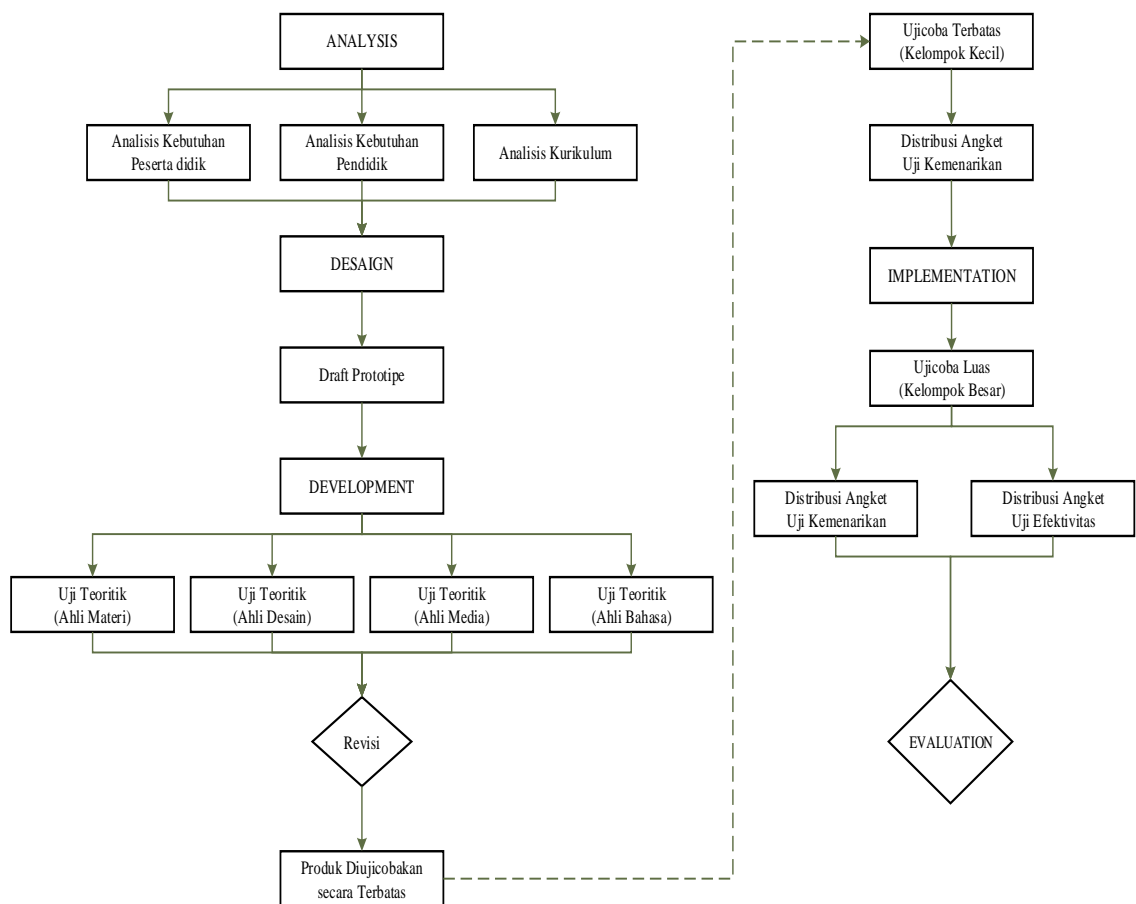 ANALYSIS
Analisis Kebutuhan
Peserta didik
Analisis Kebutuhan
Pendidik
Analisis Kurikulum
DESAIGN
Draft Prototipe
DEVELOPMENT
Uji Teoritik
(Ahli Materi)
Uji Teoritik
(Ahli Desain)
Uji Teoritik
(Ahli Media)
Uji Teoritik
(Ahli Bahasa)
Revisi
Produk Diujicobakan
secara Terbatas
Ujicoba Terbatas
(Kelompok Kecil)
Distribusi Angket
Uji Kemenarikan
IMPLEMENTATION
Ujicoba Luas
(Kelompok Besar)
Distribusi Angket
Uji Kemenarikan
Distribusi Angket
Uji Efektivitas
EVALUATION